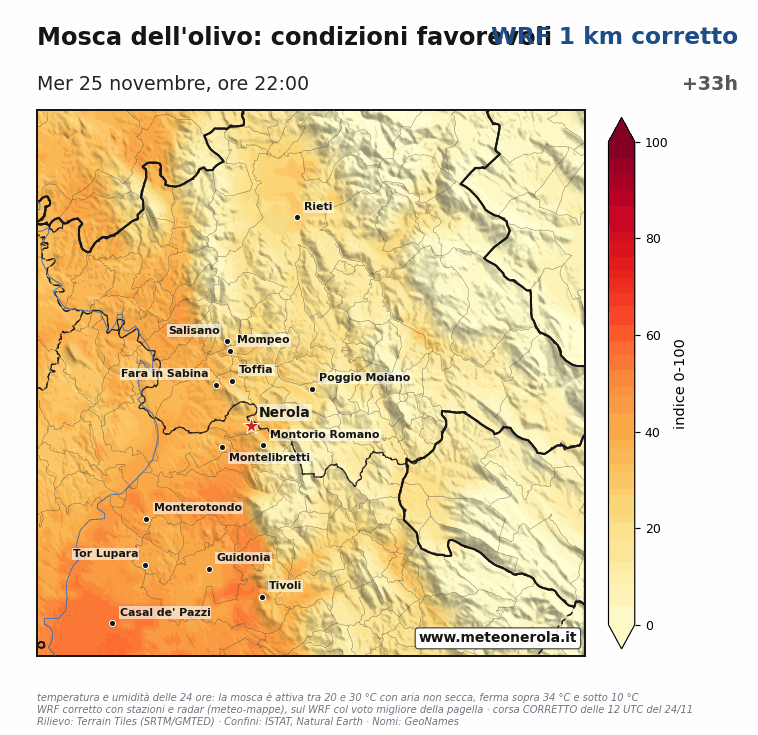 Mosca dell'olivo: condizioni favorevoli WRF 1 km corretto
Mer 25 novembre, ore 22:00
+33h
Rieti
Salisano
Mompeo
Fara in Sabina
Toffia
Poggio Moiano
Nerola
Montorio Romano
Montelibretti
Monterotondo
Tor Lupara
Guidonia
Tivoli
Casal de' Pazzi
www.meteonerola.it
100
80
60
40
20
0
indice 0-100
temperatura e umidità delle 24 ore: la mosca è attiva tra 20 e 30 °C con aria non secca, ferma sopra 34 °C e sotto 10 °C
WRF corretto con stazioni e radar (meteo-mappe), sul WRF col voto migliore della pagella · corsa CORRETTO delle 12 UTC del 24/11
Rilievo: Terrain Tiles (SRTM/GMTED) · Confini: ISTAT, Natural Earth · Nomi: GeoNames